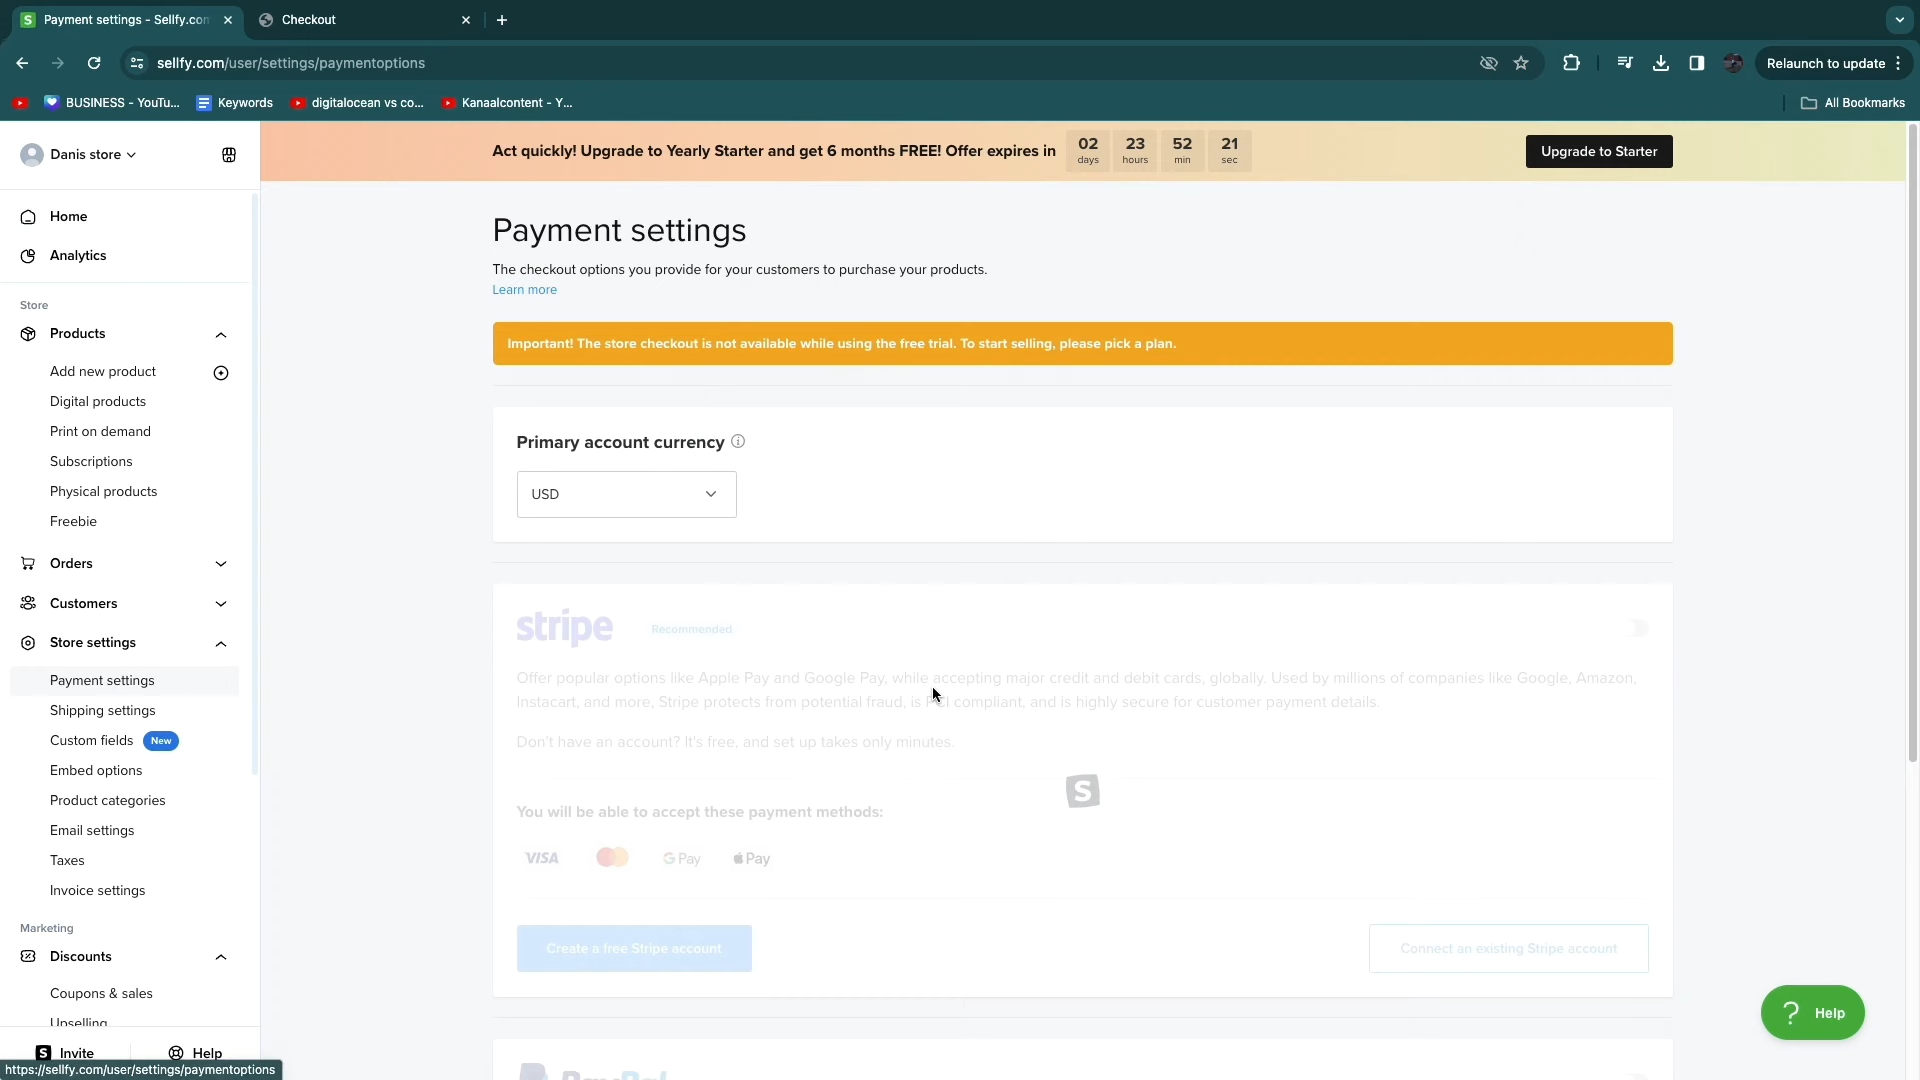 Payment settings - Sellfy.com
Checkout
sellfy.com/user/settings/paymentoptions
Relaunch to update
BUSINESS - YouTu...
Keywords
digitalocean vs co...
Kanaalcontent - Y...
All Bookmarks
Danis store
Act quickly! Upgrade to Yearly Starter and get 6 months FREE! Offer expires in
02 23 52 21
days hours min sec
Upgrade to Starter
Home
Analytics
Store
Products
Add new product
Digital products
Print on demand
Subscriptions
Physical products
Freebie
Orders
Customers
Store settings
Payment settings
Shipping settings
Custom fields New
Embed options
Product categories
Email settings
Taxes
Invoice settings
Marketing
Discounts
Coupons & sales
Upselling
Invite
Help
https://sellfy.com/user/settings/paymentoptions
Payment settings
The checkout options you provide for your customers to purchase your products.
Learn more
Important! The store checkout is not available while using the free trial. To start selling, please pick a plan.
Primary account currency
USD
stripe Recommended
Offer popular options like Apple Pay and Google Pay, while accepting major credit and debit cards, globally. Used by millions of companies like Google, Amazon,
Instacart, and more, Stripe protects from potential fraud, is PCI compliant, and is highly secure for customer payment details.
Don't have an account? It's free, and set up takes only minutes.
S
You will be able to accept these payment methods:
VISA G Pay Pay
Create a free Stripe account
Connect an existing Stripe account
PayPal
? Help